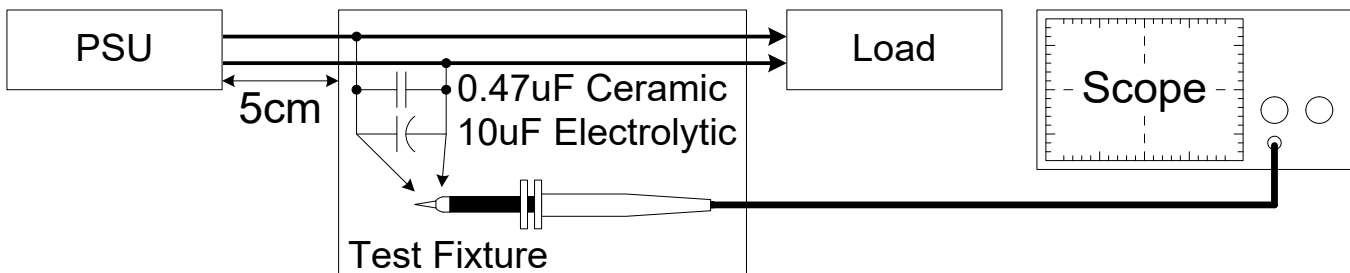 PSU
Load
Scope
5cm
0.47uF Ceramic
10uF Electrolytic
Test Fixture